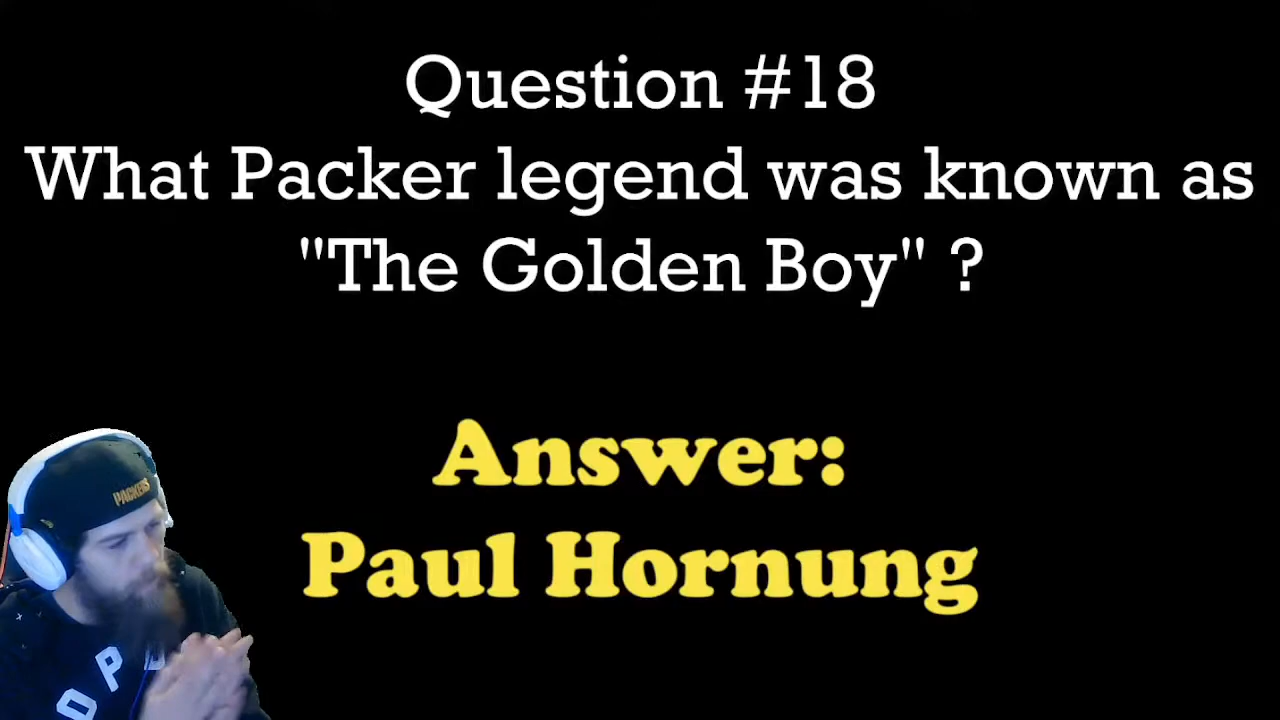 Question #18
What Packer legend was known as
"The Golden Boy" ?
Answer:
Paul Hornung
PACKERS